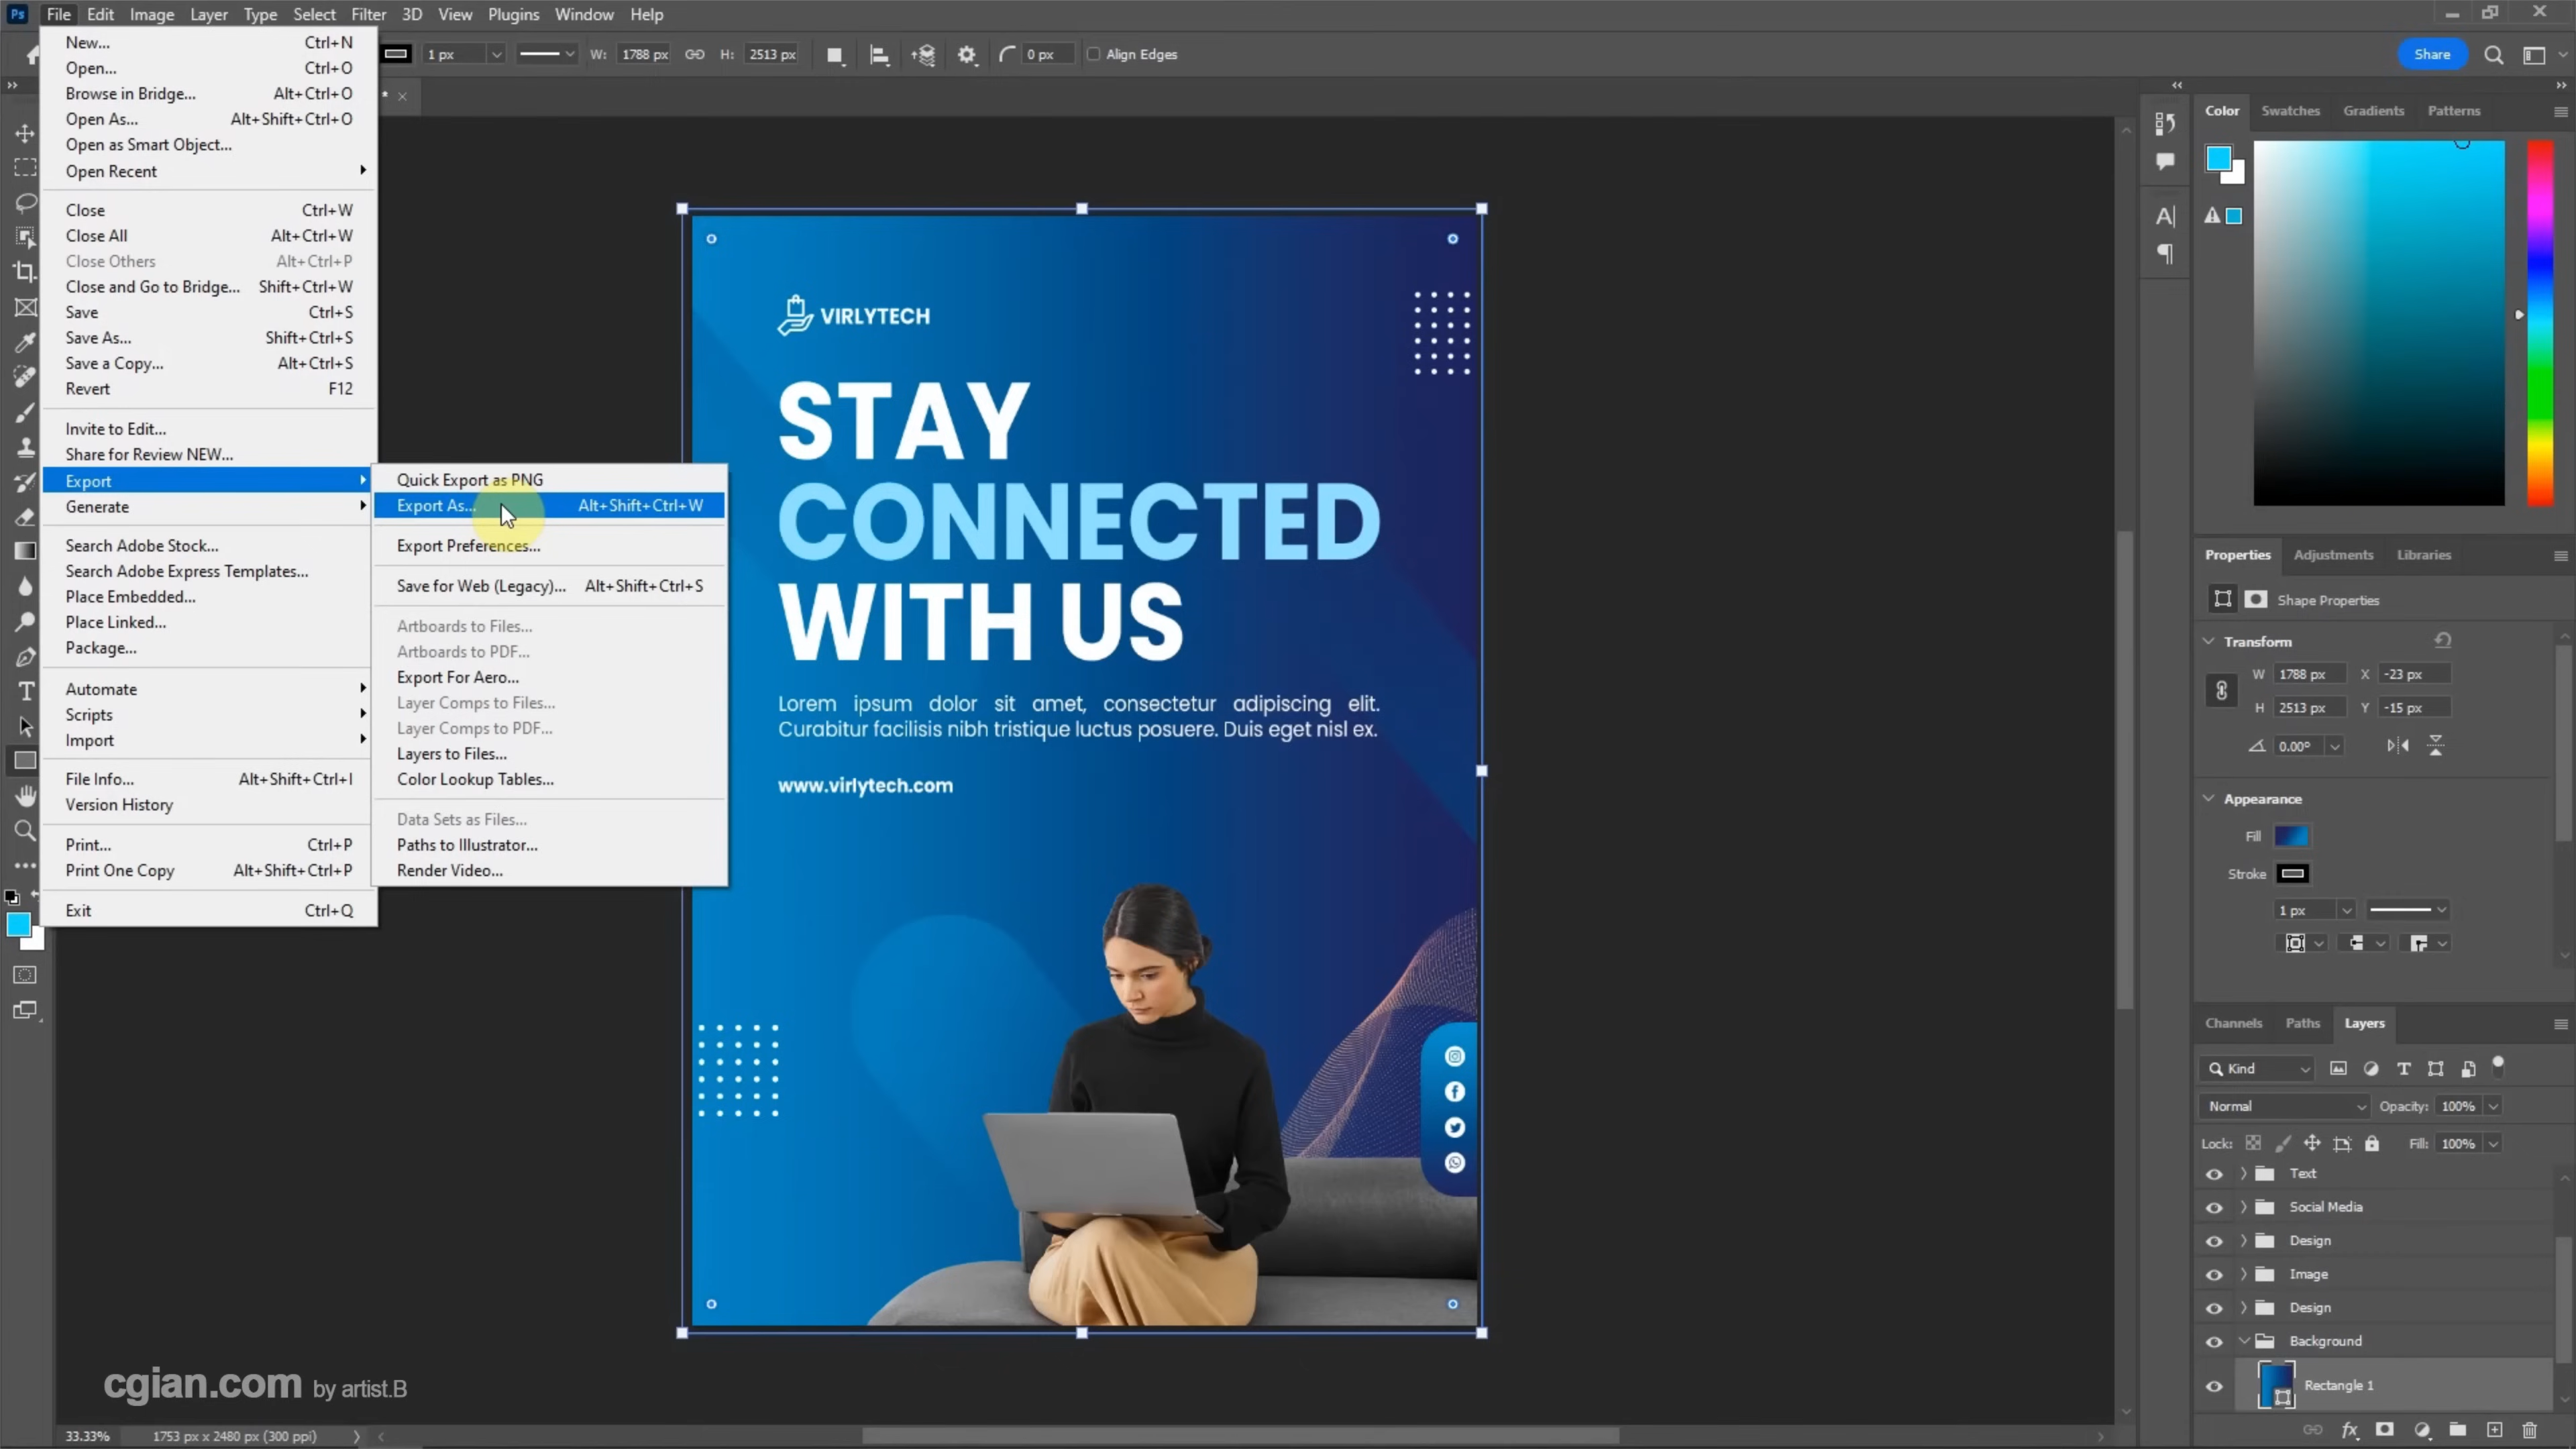 Ps File Edit Image Layer Type Select Filter 3D View Plugins Window Help
1 px W: 1788 px H: 2513 px 0 px Align Edges Share
* ×
New... Ctrl+N
Open... Ctrl+O
Browse in Bridge... Alt+Ctrl+O
Open As... Alt+Shift+Ctrl+O
Open as Smart Object...
Open Recent
Close Ctrl+W
Close All Alt+Ctrl+W
Close Others Alt+Ctrl+P
Close and Go to Bridge... Shift+Ctrl+W
Save Ctrl+S
Save As... Shift+Ctrl+S
Save a Copy... Alt+Ctrl+S
Revert F12
Invite to Edit...
Share for Review NEW...
Export
Generate
Search Adobe Stock...
Search Adobe Express Templates...
Place Embedded...
Place Linked...
Package...
Automate
Scripts
Import
File Info... Alt+Shift+Ctrl+I
Version History
Print... Ctrl+P
Print One Copy Alt+Shift+Ctrl+P
Exit Ctrl+Q
Quick Export as PNG
Export As... Alt+Shift+Ctrl+W
Export Preferences...
Save for Web (Legacy)... Alt+Shift+Ctrl+S
Artboards to Files...
Artboards to PDF...
Export For Aero...
Layer Comps to Files...
Layer Comps to PDF...
Layers to Files...
Color Lookup Tables...
Data Sets as Files...
Paths to Illustrator...
Render Video...
VIRLYTECH
STAY
CONNECTED
WITH US
Lorem ipsum dolor sit amet, consectetur adipiscing elit.
Curabitur facilisis nibh tristique luctus posuere. Duis eget nisl ex.
www.virlytech.com
Color Swatches Gradients Patterns
Properties Adjustments Libraries
Shape Properties
Transform
W 1788 px X -23 px
H 2513 px Y -15 px
0.00°
Appearance
Fill
Stroke
1 px
Channels Paths Layers
Kind
Normal Opacity: 100%
Lock: Fill: 100%
Text
Social Media
Design
Image
Design
Background
Rectangle 1
cgian.com by artist.B
33.33% 1753 px x 2480 px (300 ppi)